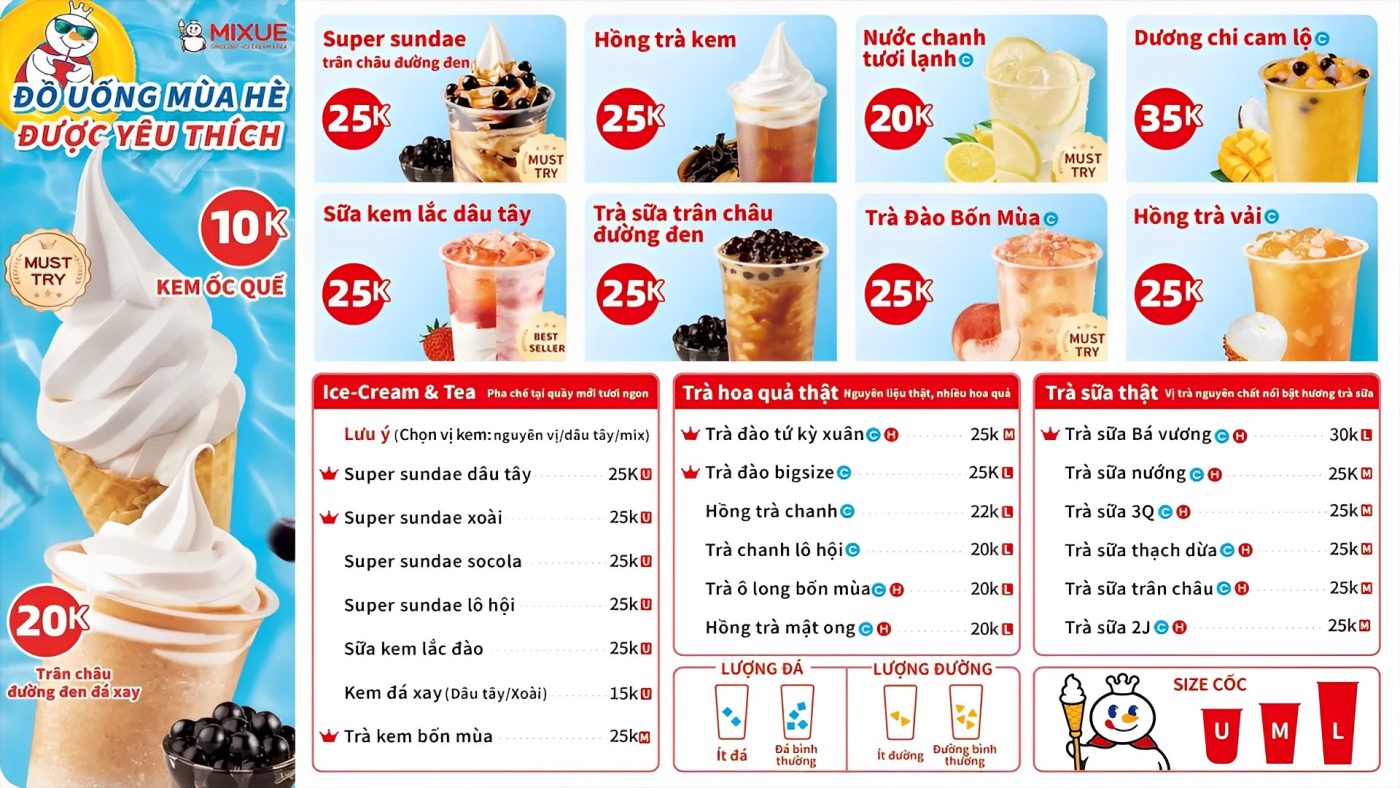 MIXUE
SINCE 1997 ICE CREAM & TEA
ĐỒ UỐNG MÙA HÈ
ĐƯỢC YÊU THÍCH
10K
MUST
TRY
KEM ỐC QUẾ
20K
Trân châu
đường đen đá xay
Super sundae
trân châu đường đen
25K
MUST
TRY
Hồng trà kem
25K
Nước chanh
tươi lạnh C
20K
MUST
TRY
Dương chi cam lộ C
35K
Sữa kem lắc dâu tây
25K
BEST
SELLER
Trà sữa trân châu
đường đen
25K
Trà Đào Bốn Mùa C
25K
MUST
TRY
Hồng trà vải C
25K
Ice-Cream & Tea Pha chế tại quầy mới tươi ngon
Lưu ý (Chọn vị kem: nguyên vị/dâu tây/mix)
Super sundae dâu tây 25K U
Super sundae xoài 25k U
Super sundae socola 25k U
Super sundae lô hội 25k U
Sữa kem lắc đào 25k U
Kem đá xay (Dâu tây/Xoài) 15k U
Trà kem bốn mùa 25k M
Trà hoa quả thật Nguyên liệu thật, nhiều hoa quả
Trà đào tứ kỳ xuân C H 25k M
Trà đào bigsize C 25K L
Hồng trà chanh C 22k L
Trà chanh lô hội C 20k L
Trà ô long bốn mùa C H 20k L
Hồng trà mật ong C H 20k L
Trà sữa thật Vị trà nguyên chất nổi bật hương trà sữa
Trà sữa Bá vương C H 30k L
Trà sữa nướng C H 25K M
Trà sữa 3Q C H 25k M
Trà sữa thạch dừa C H 25k M
Trà sữa trân châu C H 25k M
Trà sữa 2J C H 25k M
LƯỢNG ĐÁ
Ít đá
Đá bình
thường
LƯỢNG ĐƯỜNG
Ít đường
Đường bình
thường
SIZE CỐC
U M L